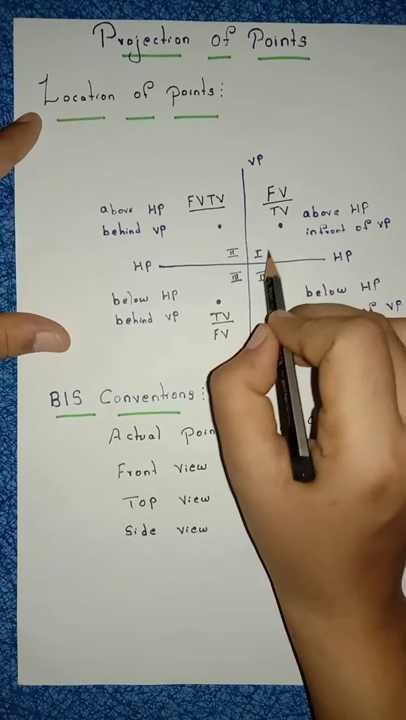 Projection of Points
Location of points:
VP
FVTV
FV
TV
above HP
behind VP
above HP
infront of VP
II
I
HP
HP
III
below HP
behind VP
below HP
VP
TV
FV
BIS Conventions:
Actual
Front view
Top view
Side view